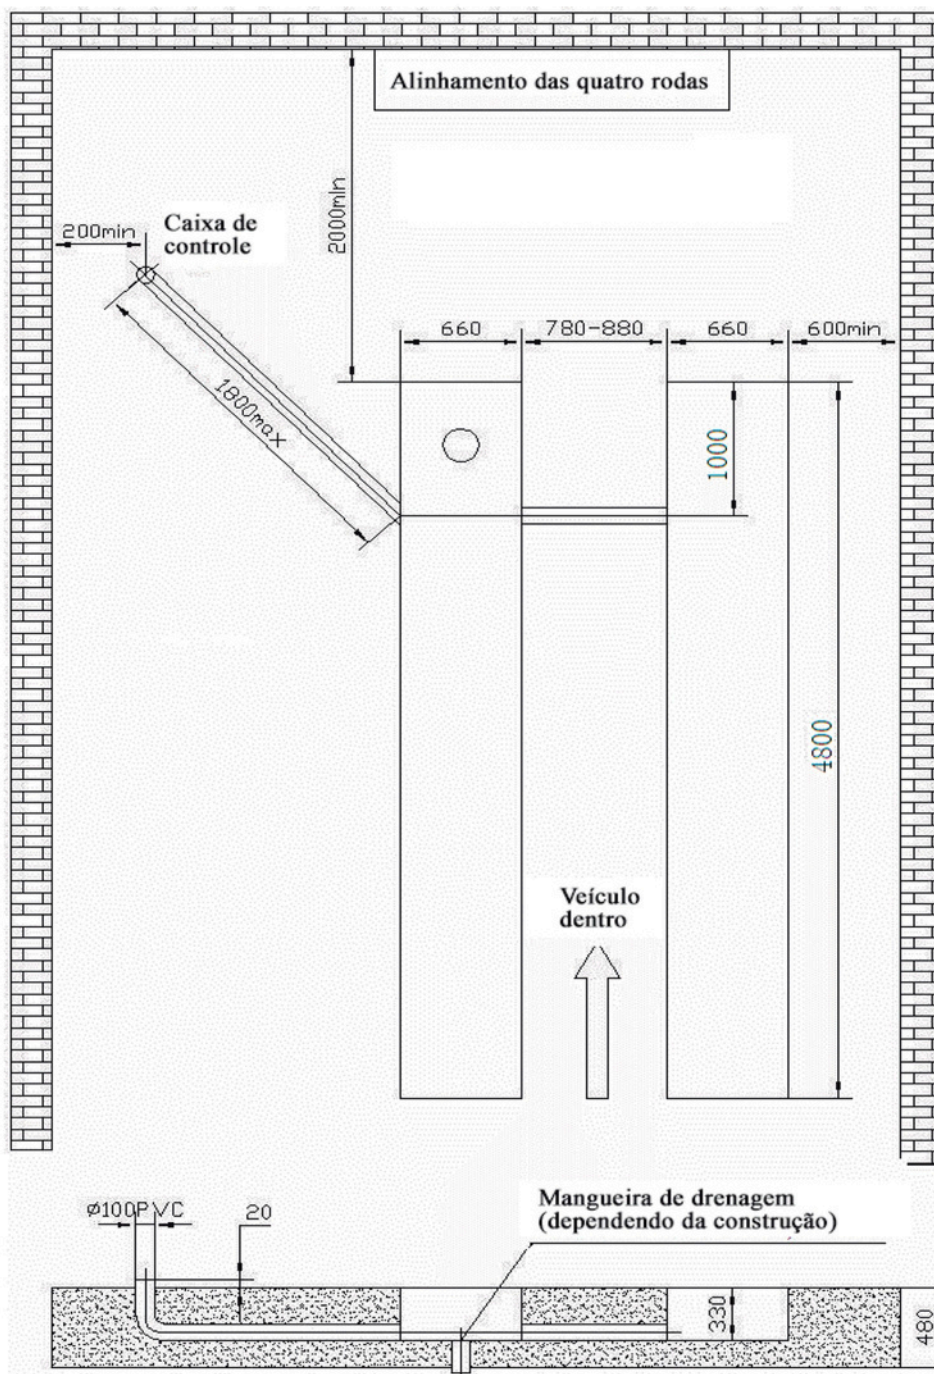 Alinhamento das quatro rodas
2000min
200min
Caixa de
controle
1800max
660
780-880
660
600min
1000
4800
Veículo
dentro
ø100PVC
20
Mangueira de drenagem
(dependendo da construção)
330
480